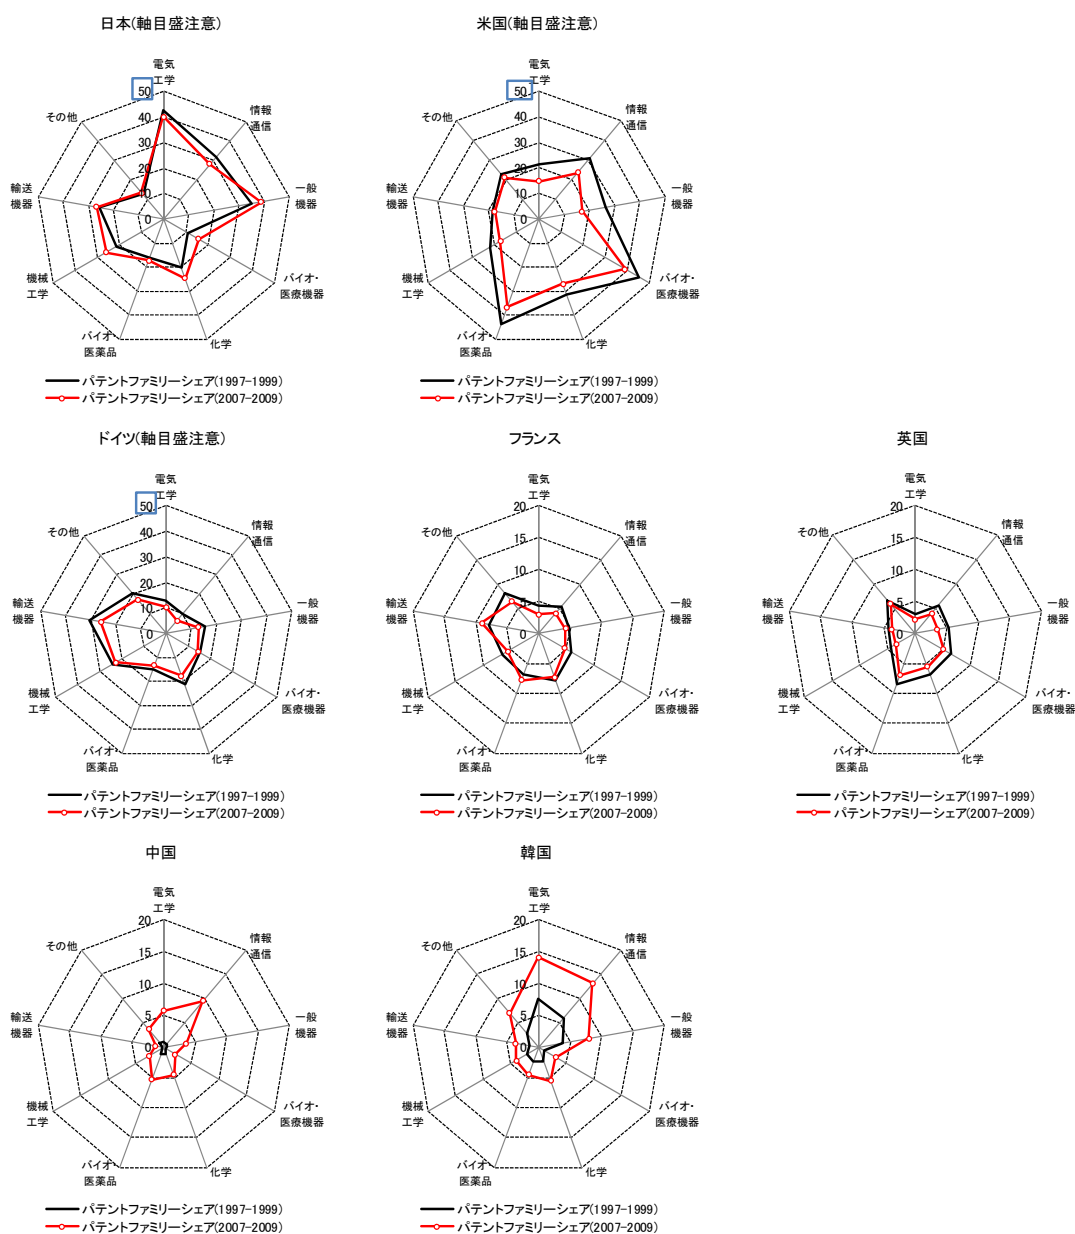 日本(軸目盛注意)
電気
工学
情報
通信
一般
機器
バイオ・
医療機器
化学
バイオ・
医薬品
機械
工学
輸送
機器
その他
50
40
30
20
10
0
パテントファミリーシェア(1997-1999)
パテントファミリーシェア(2007-2009)
米国(軸目盛注意)
電気
工学
情報
通信
一般
機器
バイオ・
医療機器
化学
バイオ・
医薬品
機械
工学
輸送
機器
その他
50
40
30
20
10
0
パテントファミリーシェア(1997-1999)
パテントファミリーシェア(2007-2009)
ドイツ(軸目盛注意)
電気
工学
情報
通信
一般
機器
バイオ・
医療機器
化学
バイオ・
医薬品
機械
工学
輸送
機器
その他
50
40
30
20
10
0
パテントファミリーシェア(1997-1999)
パテントファミリーシェア(2007-2009)
フランス
電気
工学
情報
通信
一般
機器
バイオ・
医療機器
化学
バイオ・
医薬品
機械
工学
輸送
機器
その他
20
15
10
5
0
パテントファミリーシェア(1997-1999)
パテントファミリーシェア(2007-2009)
英国
電気
工学
情報
通信
一般
機器
バイオ・
医療機器
化学
バイオ・
医薬品
機械
工学
輸送
機器
その他
20
15
10
5
0
パテントファミリーシェア(1997-1999)
パテントファミリーシェア(2007-2009)
中国
電気
工学
情報
通信
一般
機器
バイオ・
医療機器
化学
バイオ・
医薬品
機械
工学
輸送
機器
その他
20
15
10
5
0
パテントファミリーシェア(1997-1999)
パテントファミリーシェア(2007-2009)
韓国
電気
工学
情報
通信
一般
機器
バイオ・
医療機器
化学
バイオ・
医薬品
機械
工学
輸送
機器
その他
20
15
10
5
0
パテントファミリーシェア(1997-1999)
パテントファミリーシェア(2007-2009)